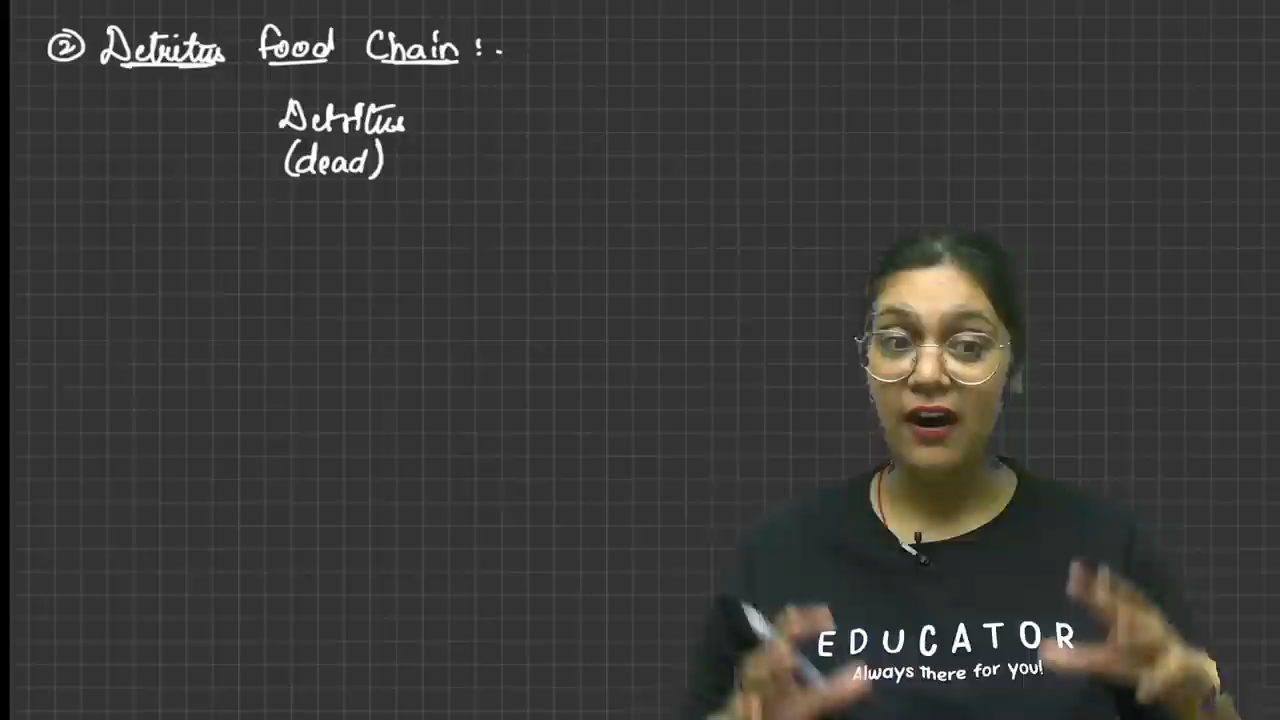 ② Detritus food Chain :.
Detritus
(dead)
EDUCATOR
Always there for you!